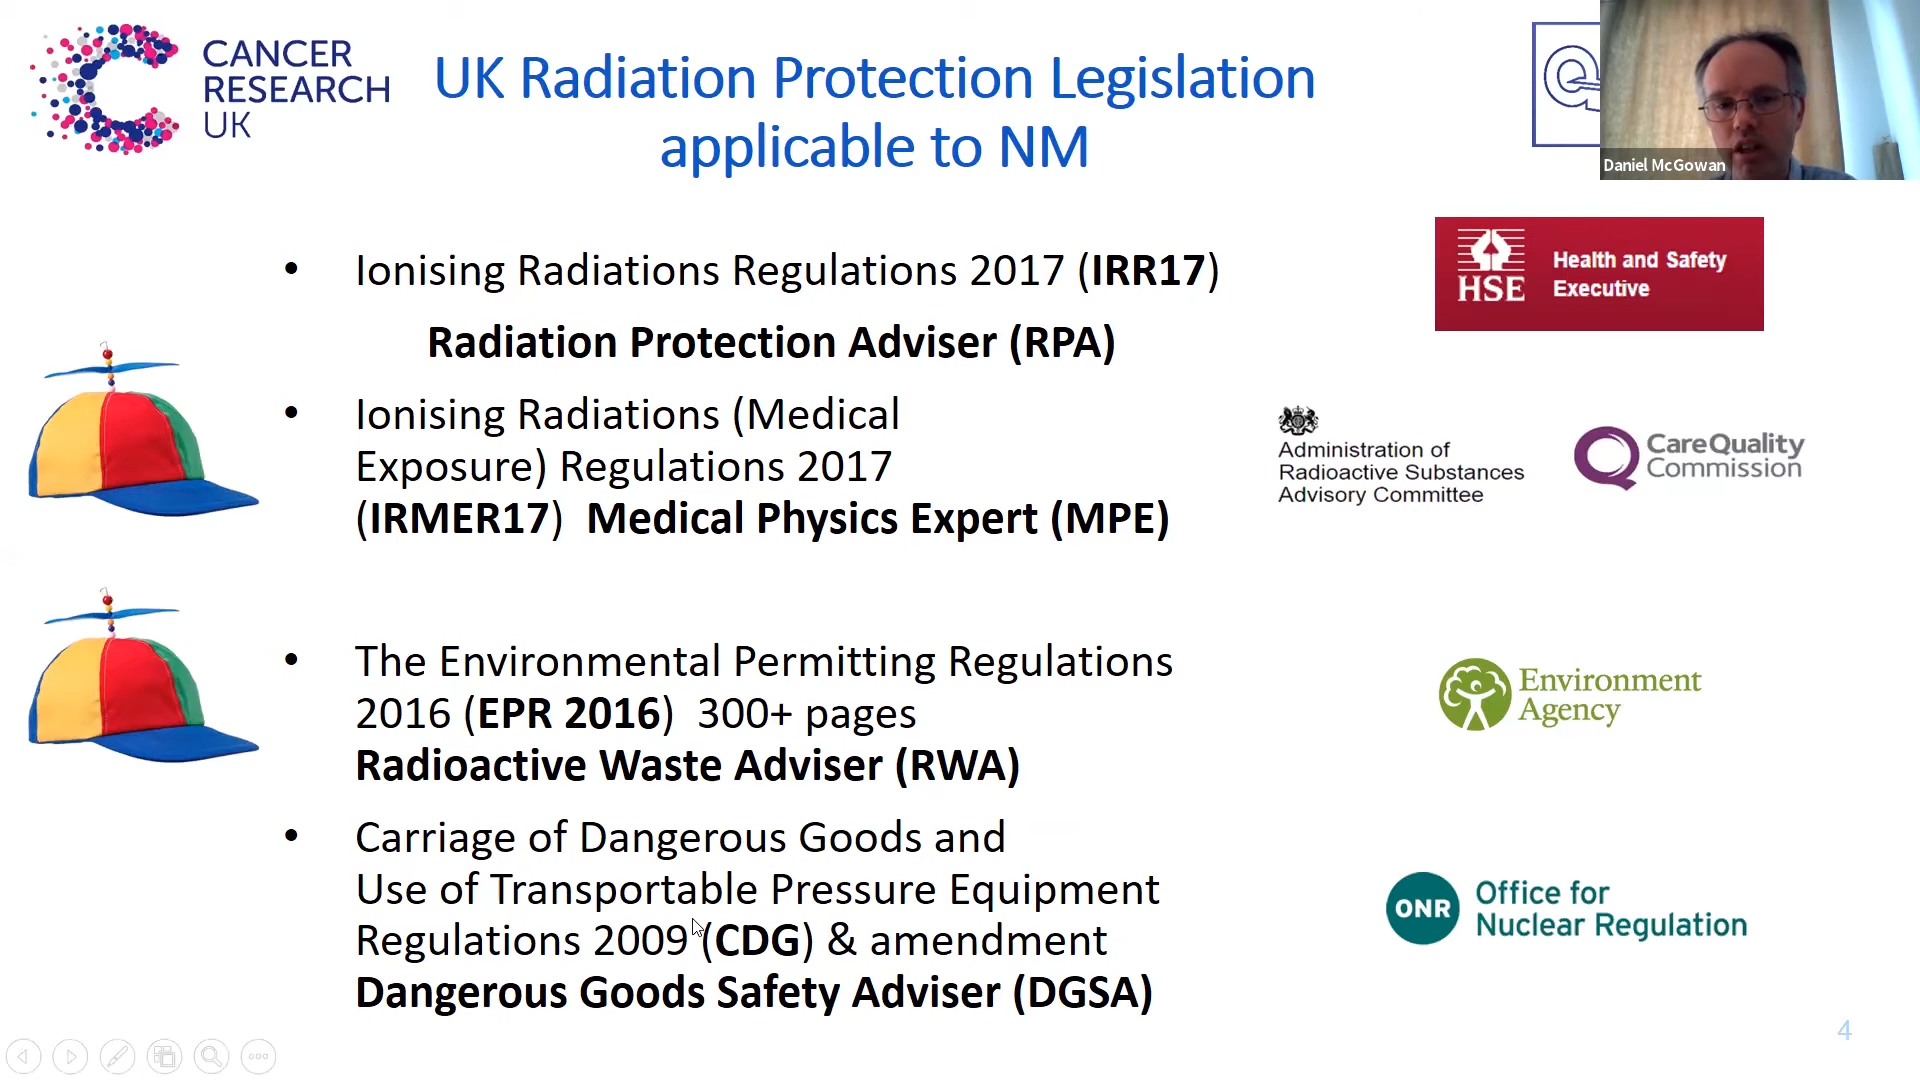 CANCER
RESEARCH
UK
UK Radiation Protection Legislation
applicable to NM
Daniel McGowan
• Ionising Radiations Regulations 2017 (IRR17)
Radiation Protection Adviser (RPA)
HSE
Health and Safety
Executive
• Ionising Radiations (Medical
Exposure) Regulations 2017
(IRMER17) Medical Physics Expert (MPE)
Administration of
Radioactive Substances
Advisory Committee
CareQuality
Commission
• The Environmental Permitting Regulations
2016 (EPR 2016) 300+ pages
Radioactive Waste Adviser (RWA)
Environment
Agency
• Carriage of Dangerous Goods and
Use of Transportable Pressure Equipment
Regulations 2009 (CDG) & amendment
Dangerous Goods Safety Adviser (DGSA)
ONR
Office for
Nuclear Regulation
4